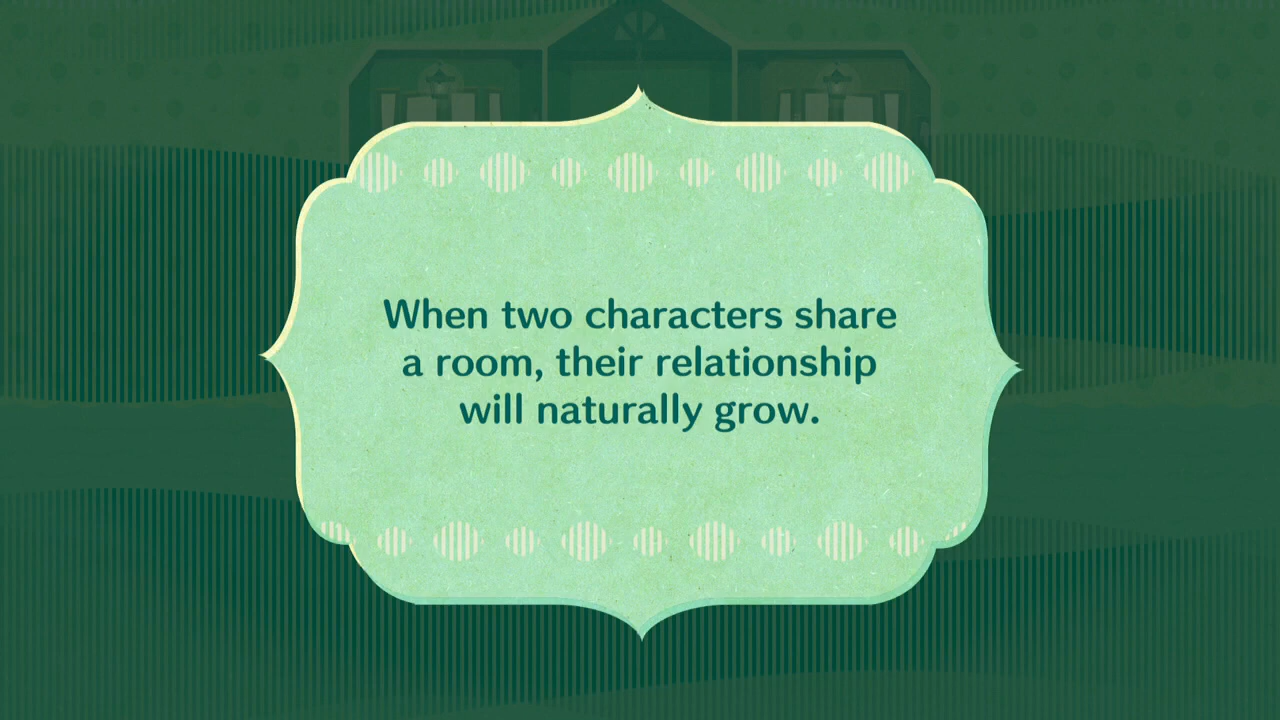 When two characters share
a room, their relationship
will naturally grow.